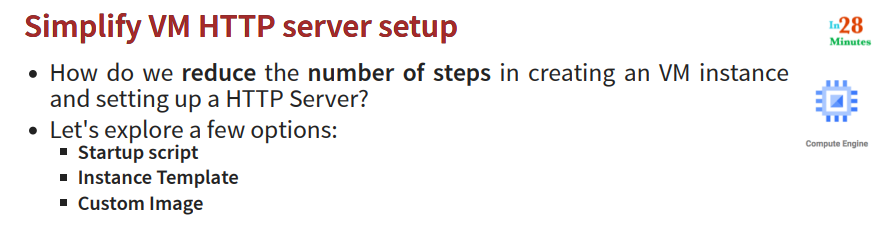 Simplify VM HTTP server setup
In28
Minutes
How do we reduce the number of steps in creating an VM instance
and setting up a HTTP Server?
Let's explore a few options:
Startup script
Instance Template
Custom Image
Compute Engine